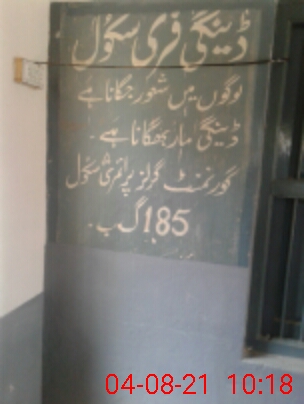 ڈینگی فری سکول
لوگوں میں شعور جگانا ہے
ڈینگی مار بھگانا ہے۔
گورنمنٹ گرلز پرائمری سکول
185 گ ب۔
04-08-21 10:18